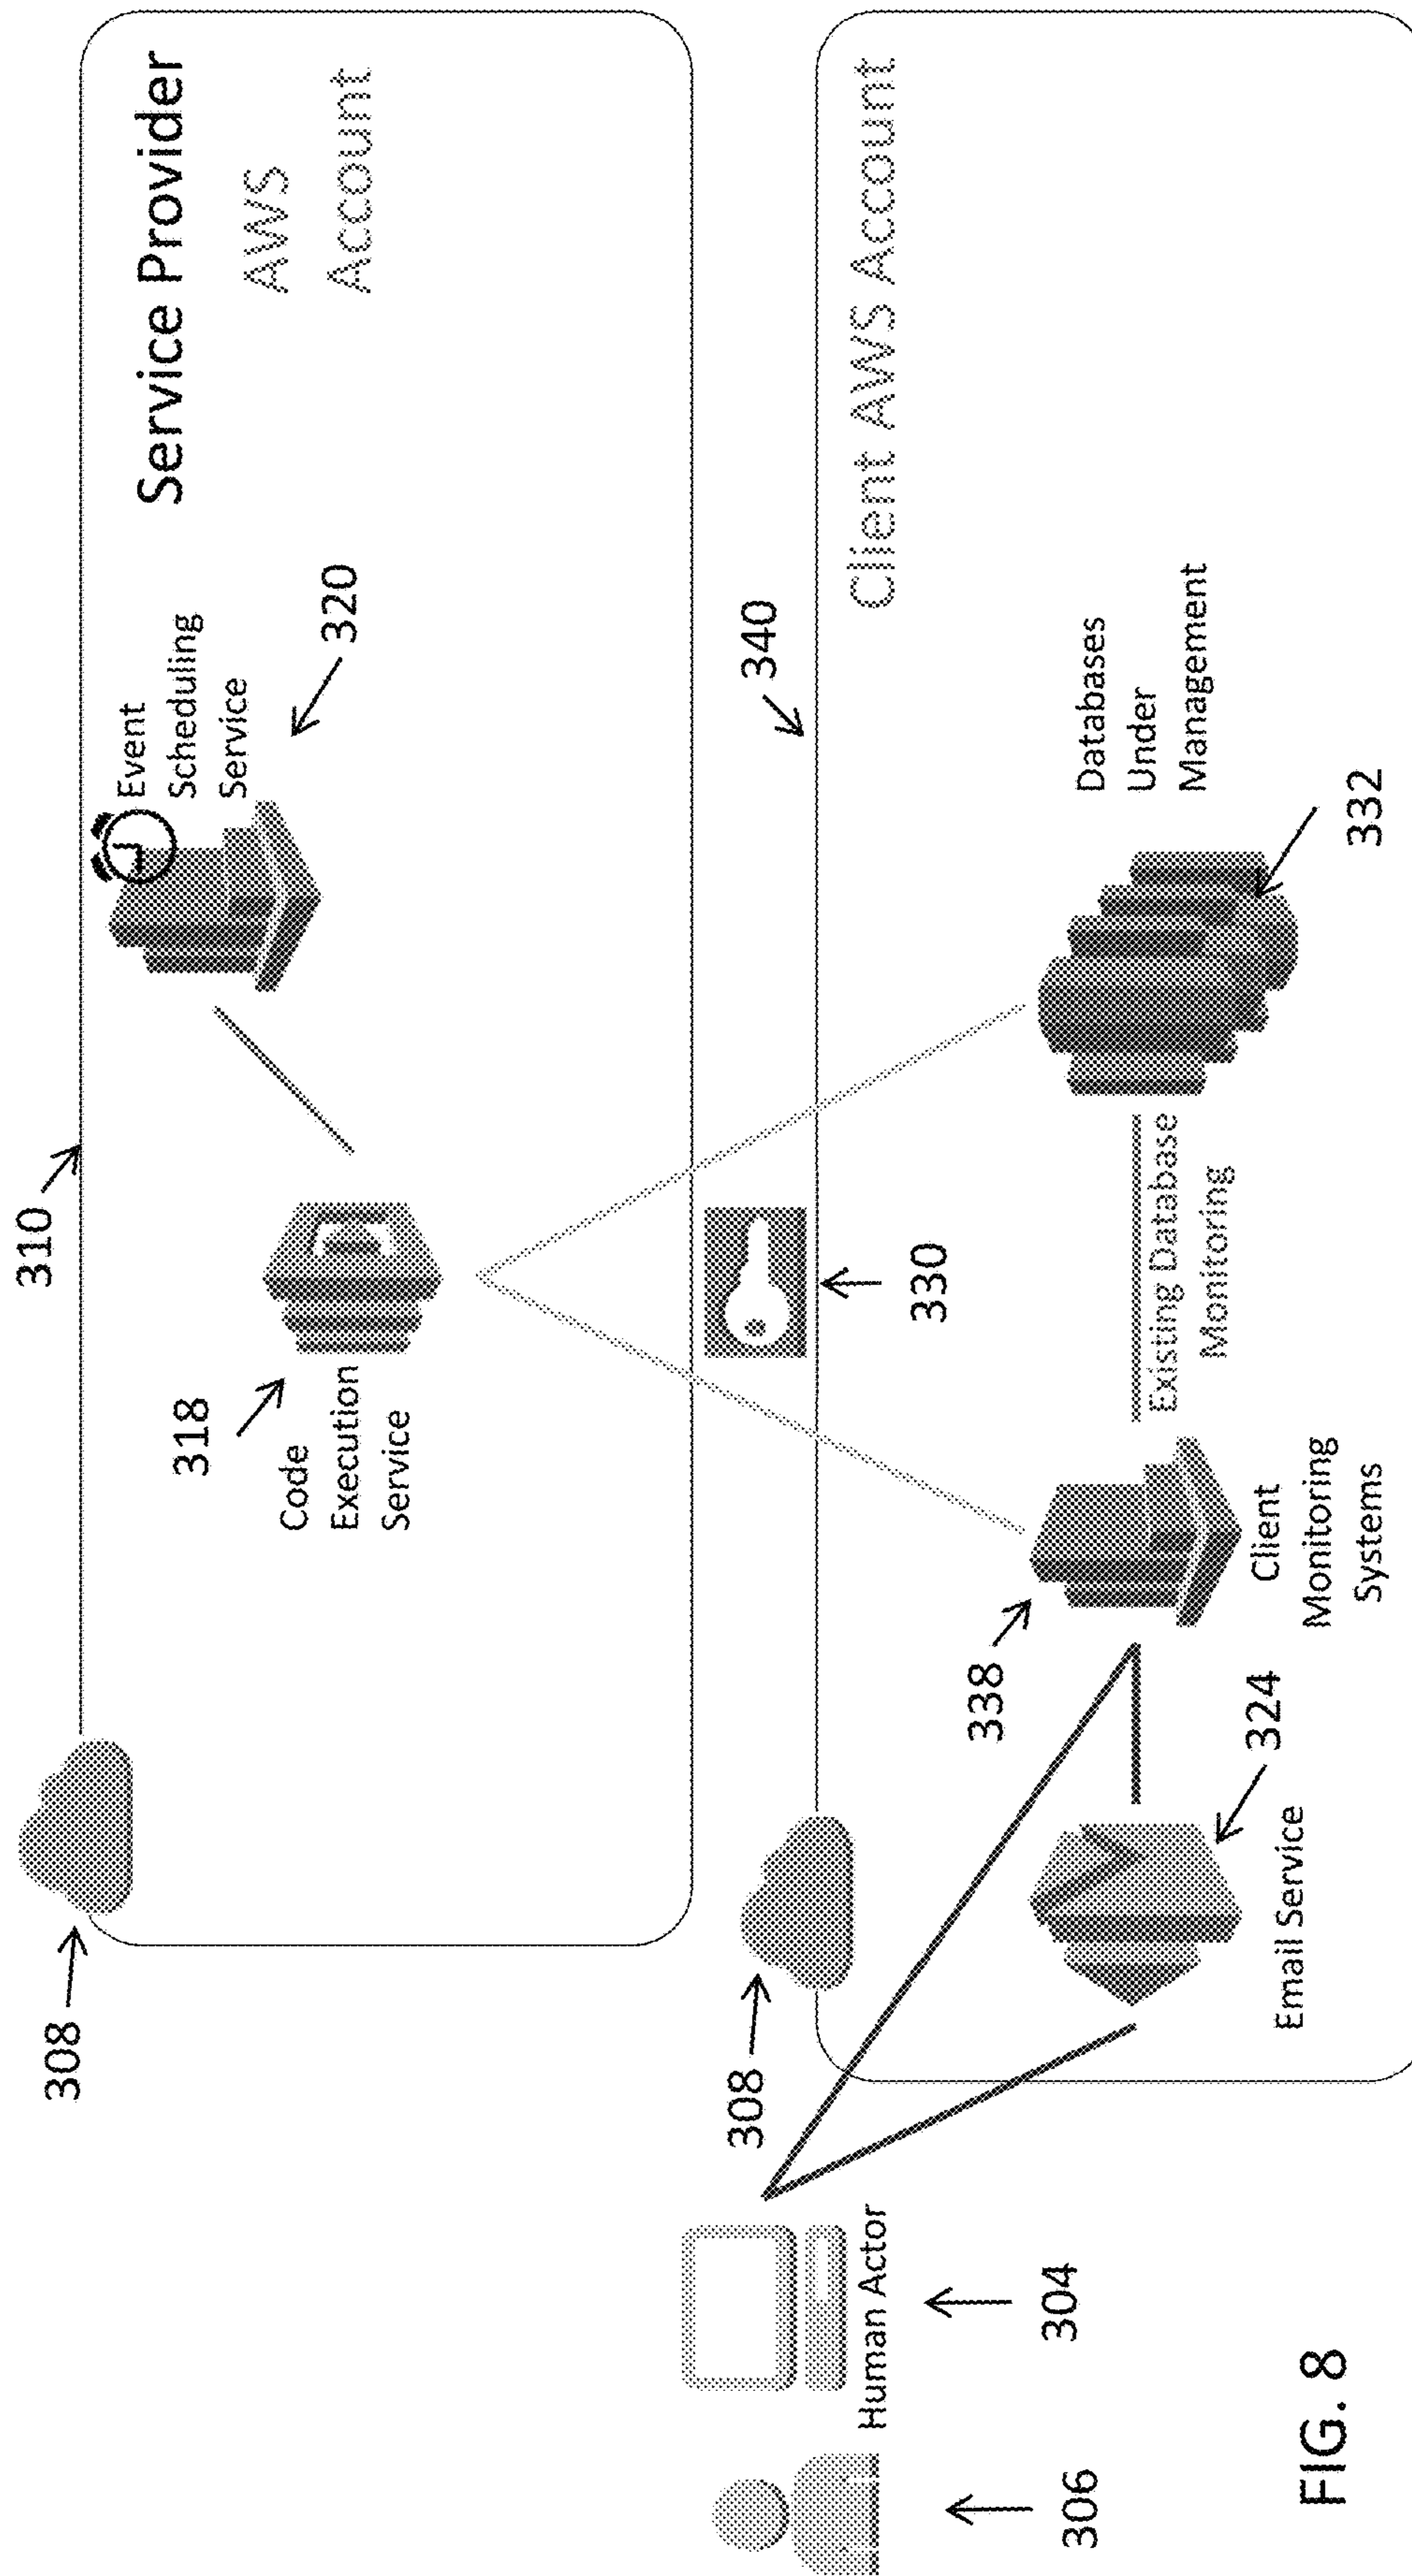 310
308
Service Provider
AWS
Account
Event
Scheduling
Service
320
318
Code
Execution
Service
340
330
308
Client AWS Account
Databases
Under
Management
332
Existing Database
Monitoring
338
Client
Monitoring
Systems
324
Email Service
Human Actor
304
306
FIG. 8